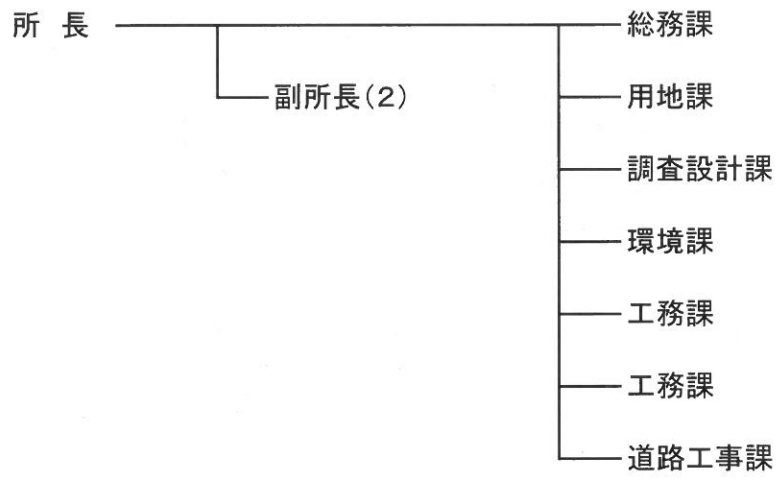 所 長
総務課
副所長(2)
用地課
調査設計課
環境課
工務課
工務課
道路工事課